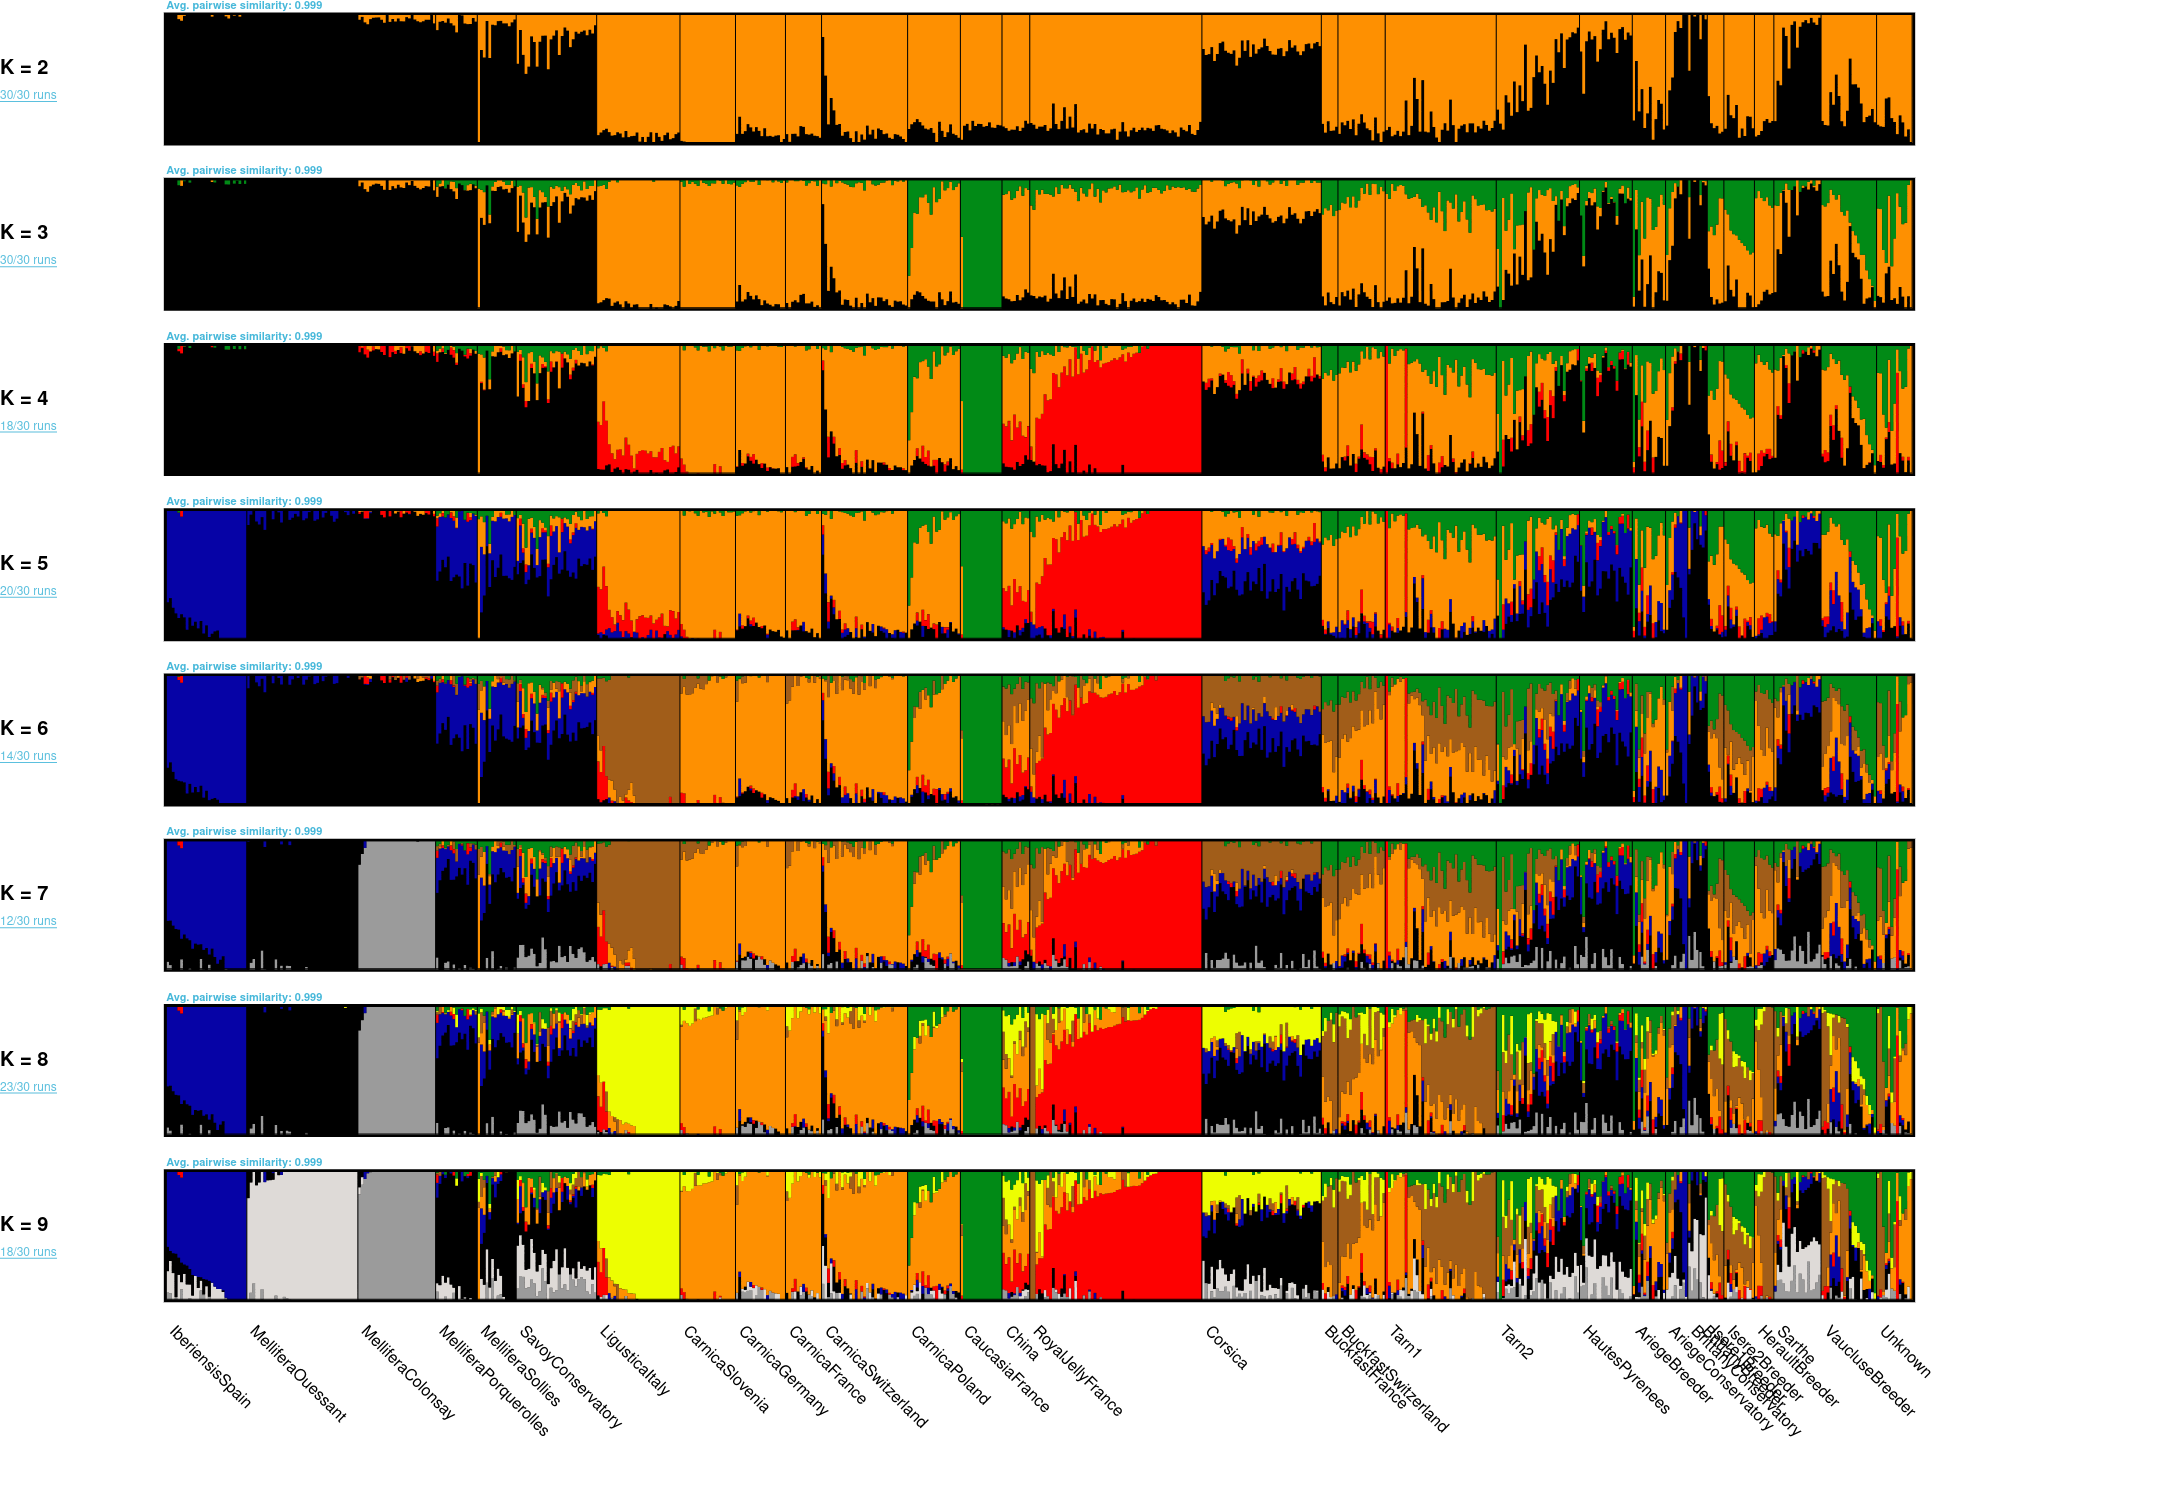 Avg. pairwise similarity: 0.999
K = 2
30/30 runs
Avg. pairwise similarity: 0.999
K = 3
30/30 runs
Avg. pairwise similarity: 0.999
K = 4
18/30 runs
Avg. pairwise similarity: 0.999
K = 5
20/30 runs
Avg. pairwise similarity: 0.999
K = 6
14/30 runs
Avg. pairwise similarity: 0.999
K = 7
12/30 runs
Avg. pairwise similarity: 0.999
K = 8
23/30 runs
Avg. pairwise similarity: 0.999
K = 9
18/30 runs
IberiensisSpain
MelliferaOuessant
MelliferaColonsay
MelliferaPorquerolles
MelliferaSollies
SavoyConservatory
LigusticaItaly
CarnicaSlovenia
CarnicaGermany
CarnicaFrance
CarnicaSwitzerland
CarnicaPoland
CaucasiaFrance
China
RoyalJellyFrance
Corsica
BuckfastFrance
BuckfastSwitzerland
Tarn1
Tarn2
HautesPyrenees
AriegeBreeder
AriegeConservatory
Isere2Breeder
HeraultBreeder
Sarthe
VaucluseBreeder
Unknown